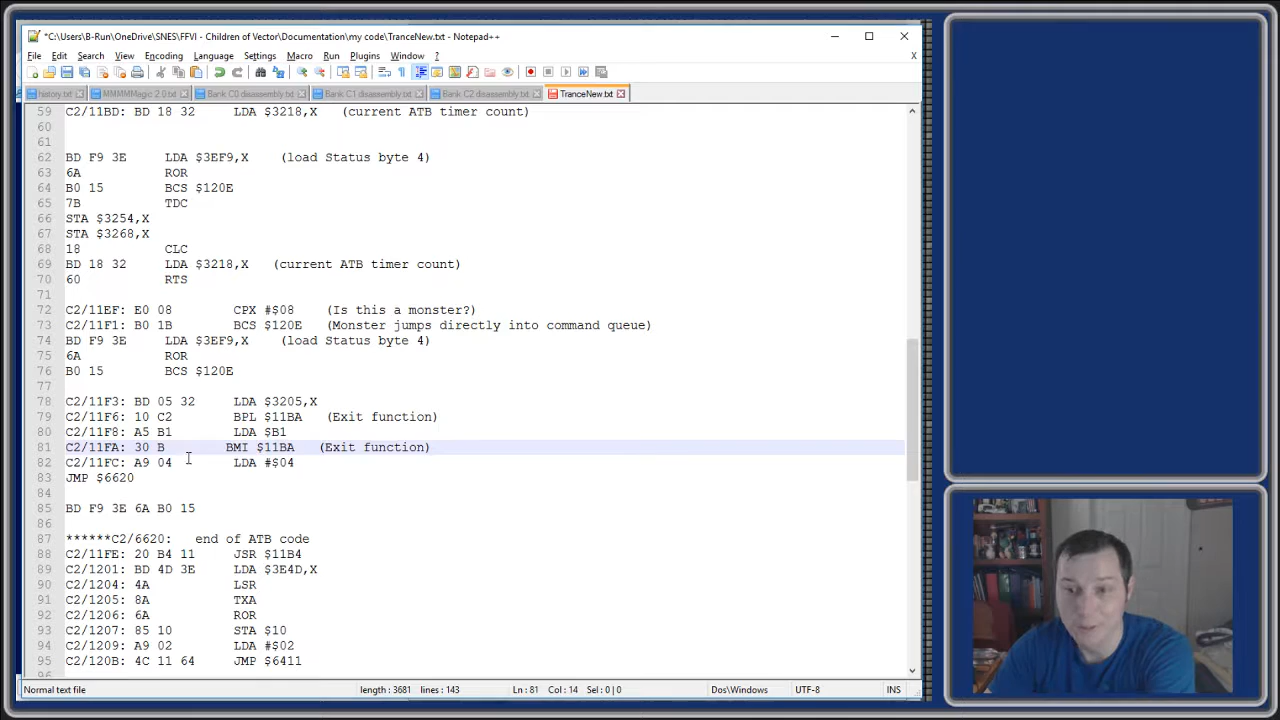 *C:\Users\B-Run\OneDrive\SNES\FFVI - Children of Vector\Documentation\my code\TranceNew.txt - Notepad++
File Edit Search View Encoding Language Settings Macro Run Plugins Window ? X
history.txt MMMMMagic 2.0.txt Bank C0 disassembly.txt Bank C1 disassembly.txt Bank C2 disassembly.txt TranceNew.txt
59 C2/11BD: BD 18 32 LDA $3218,X (current ATB timer count)
60
61
62 BD F9 3E LDA $3EF9,X (load Status byte 4)
63 6A ROR
64 B0 15 BCS $120E
65 7B TDC
66 STA $3254,X
67 STA $3268,X
68 18 CLC
69 BD 18 32 LDA $3218,X (current ATB timer count)
70 60 RTS
71
72 C2/11EF: E0 08 CPX #$08 (Is this a monster?)
73 C2/11F1: B0 1B BCS $120E (Monster jumps directly into command queue)
74 BD F9 3E LDA $3EF9,X (load Status byte 4)
75 6A ROR
76 B0 15 BCS $120E
77
78 C2/11F3: BD 05 32 LDA $3205,X
79 C2/11F6: 10 C2 BPL $11BA (Exit function)
80 C2/11F8: A5 B1 LDA $B1
81 C2/11FA: 30 B BMI $11BA (Exit function)
82 C2/11FC: A9 04 LDA #$04
83 JMP $6620
84
85 BD F9 3E 6A B0 15
86
87 ******C2/6620: end of ATB code
88 C2/11FE: 20 B4 11 JSR $11B4
89 C2/1201: BD 4D 3E LDA $3E4D,X
90 C2/1204: 4A LSR
91 C2/1205: 8A TXA
92 C2/1206: 6A ROR
93 C2/1207: 85 10 STA $10
94 C2/1209: A9 02 LDA #$02
95 C2/120B: 4C 11 64 JMP $6411
Normal text file length : 3681 lines : 143 Ln : 81 Col : 14 Sel : 0 | 0 Dos\Windows UTF-8 INS